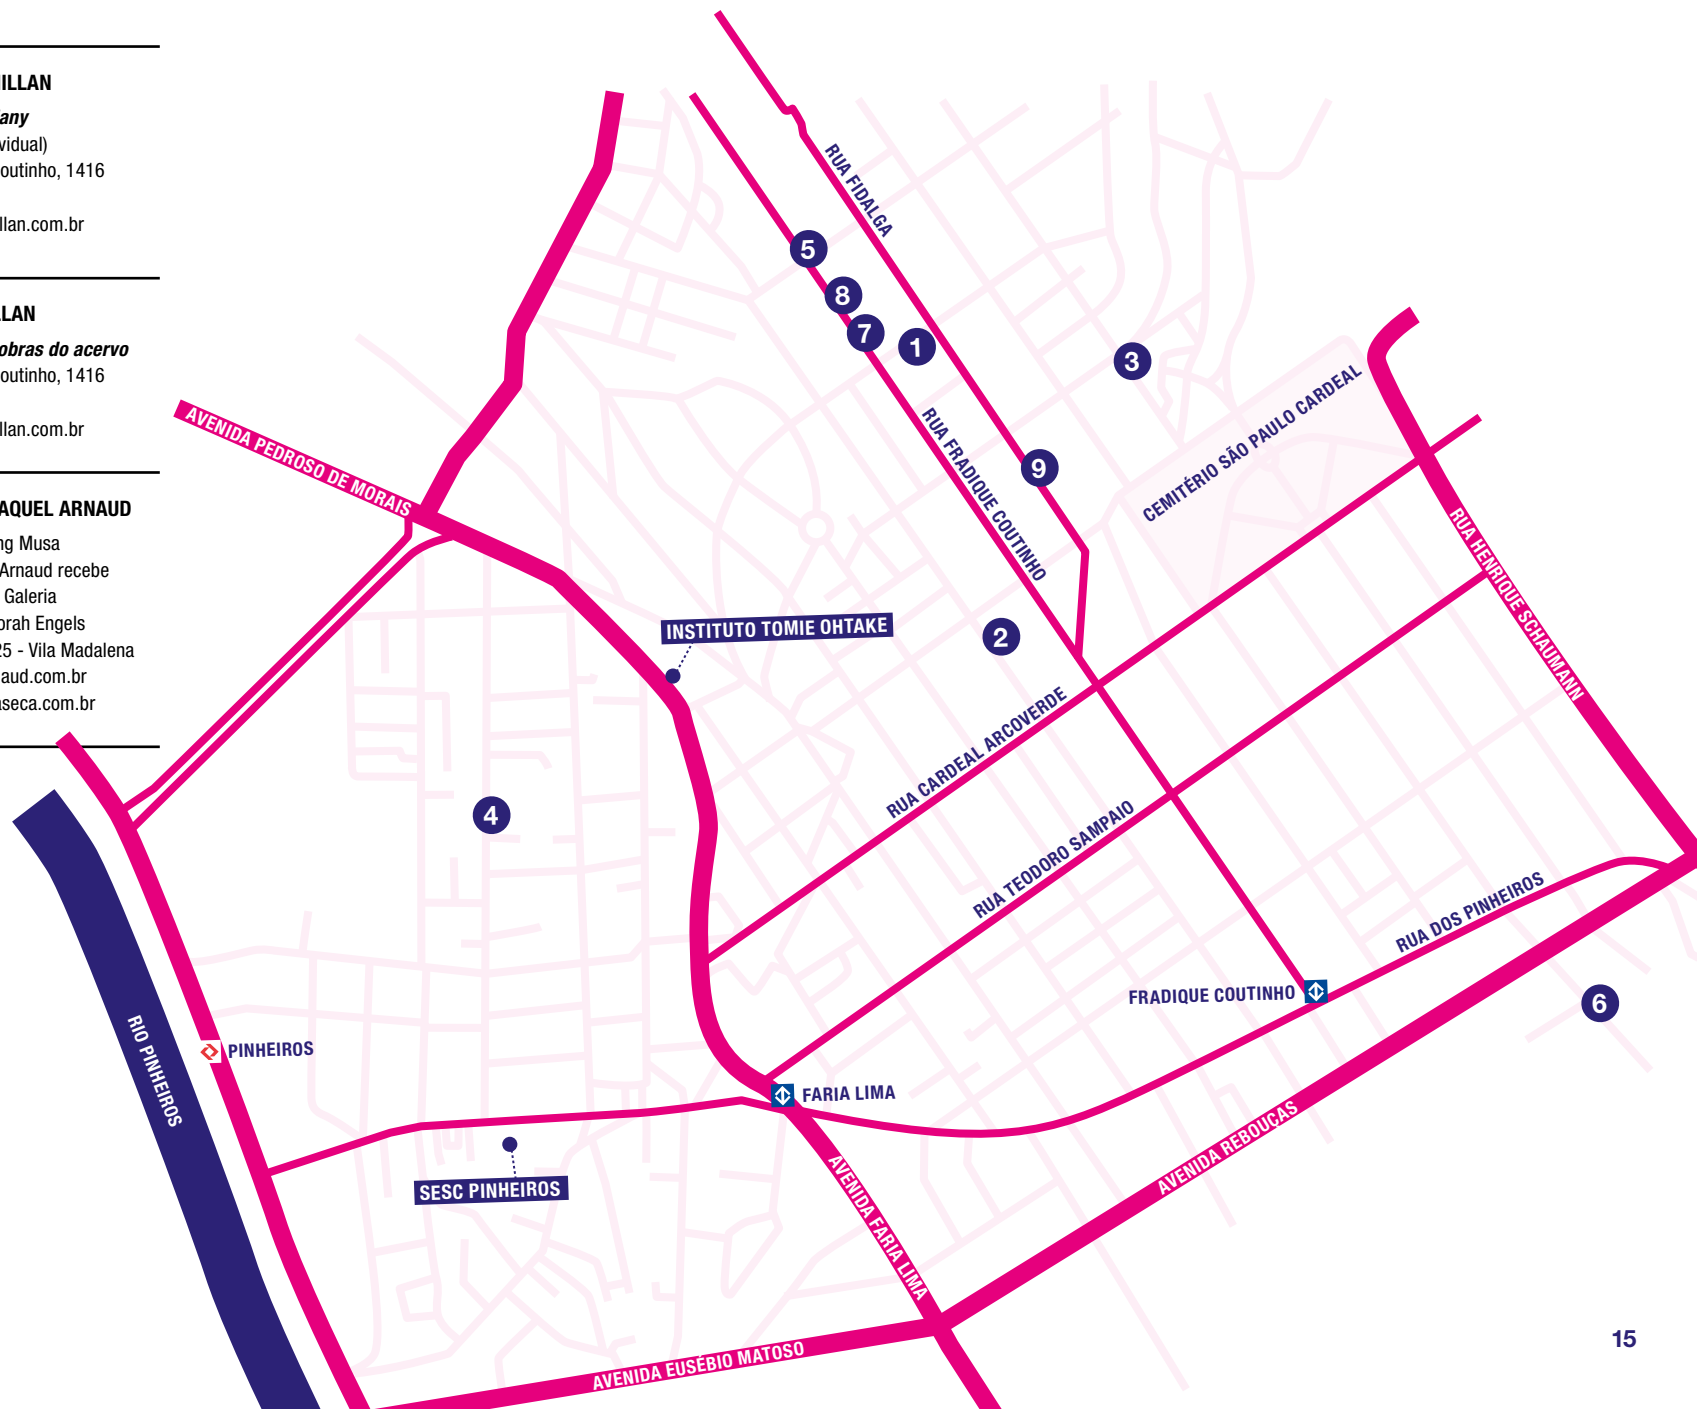 ILLAN
any
vidual)
outinho, 1416
llan.com.br
LAN
obras do acervo
outinho, 1416
llan.com.br
AQUEL ARNAUD
ng Musa
Arnaud recebe
Galeria
orah Engels
25 - Vila Madalena
aud.com.br
aseca.com.br
RUA FIDALGA
5
8
7
1
3
CEMITÉRIO SÃO PAULO CARDEAL
AVENIDA PEDROSO DE MORAIS
RUA FRADIQUE COUTINHO
9
RUA HENRIQUE SCHAUMANN
INSTITUTO TOMIE OHTAKE
2
RUA CARDEAL ARCOVERDE
4
RUA TEODORO SAMPAIO
RUA DOS PINHEIROS
FRADIQUE COUTINHO
6
RIO PINHEIROS
PINHEIROS
FARIA LIMA
AVENIDA REBOUÇAS
SESC PINHEIROS
AVENIDA FARIA LIMA
AVENIDA EUSÉBIO MATOSO
15